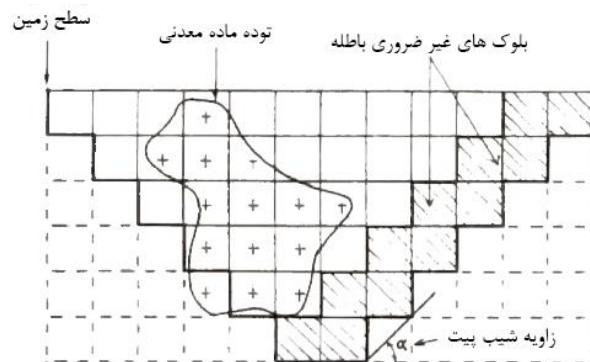 سطح زمین
توده ماده معدنی
بلوک های غیر ضروری باطله
زاویه شیب پیت
α